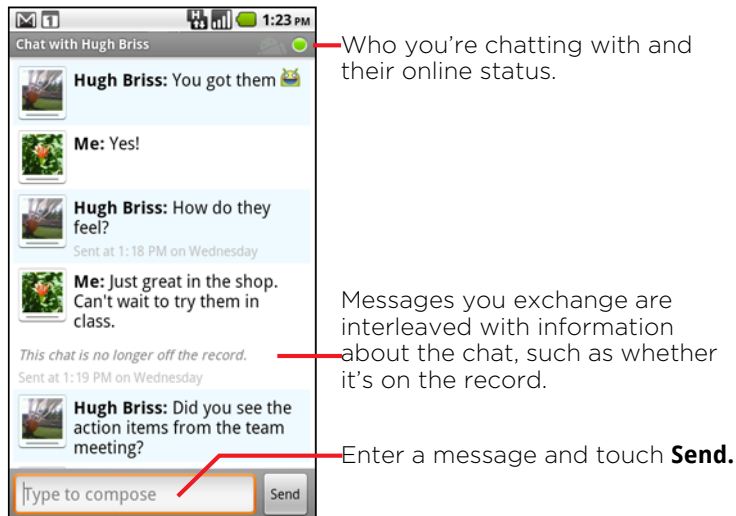 1 1:23 PM
Chat with Hugh Briss
Who you're chatting with and
their online status.
Hugh Briss: You got them
Me: Yes!
Hugh Briss: How do they
feel?
Sent at 1:18 PM on Wednesday
Me: Just great in the shop.
Can't wait to try them in
class.
Messages you exchange are
interleaved with information
about the chat, such as whether
it's on the record.
This chat is no longer off the record.
Sent at 1:19 PM on Wednesday
Hugh Briss: Did you see the
action items from the team
meeting?
Enter a message and touch Send.
Type to compose
Send